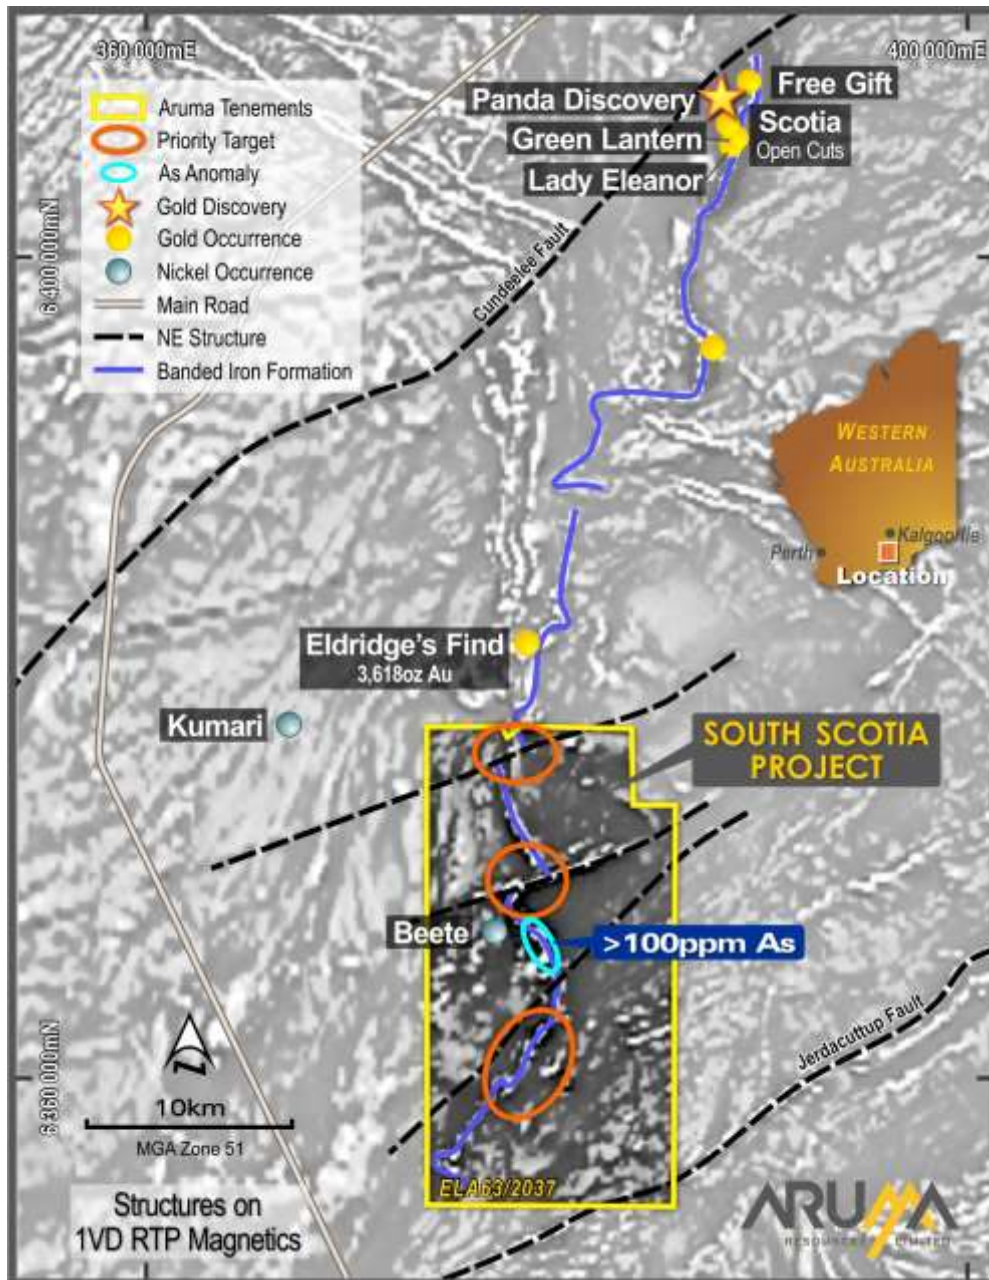 360 000mE
400 000mE
Aruma Tenements
Priority Target
As Anomaly
Gold Discovery
Gold Occurrence
Nickel Occurrence
Main Road
NE Structure
Banded Iron Formation
Free Gift
Panda Discovery
Scotia
Open Cuts
Green Lantern
Lady Eleanor
Cundeelee Fault
6 400 000mN
WESTERN
AUSTRALIA
Kalgoorlie
Perth
Location
Eldridge's Find
3,618oz Au
Kumari
SOUTH SCOTIA
PROJECT
Beete
>100ppm As
Jerdacuttup Fault
6 360 000mN
N
10km
MGA Zone 51
ELA63/2037
Structures on
1VD RTP Magnetics
ARUMA
RESOURCES LIMITED